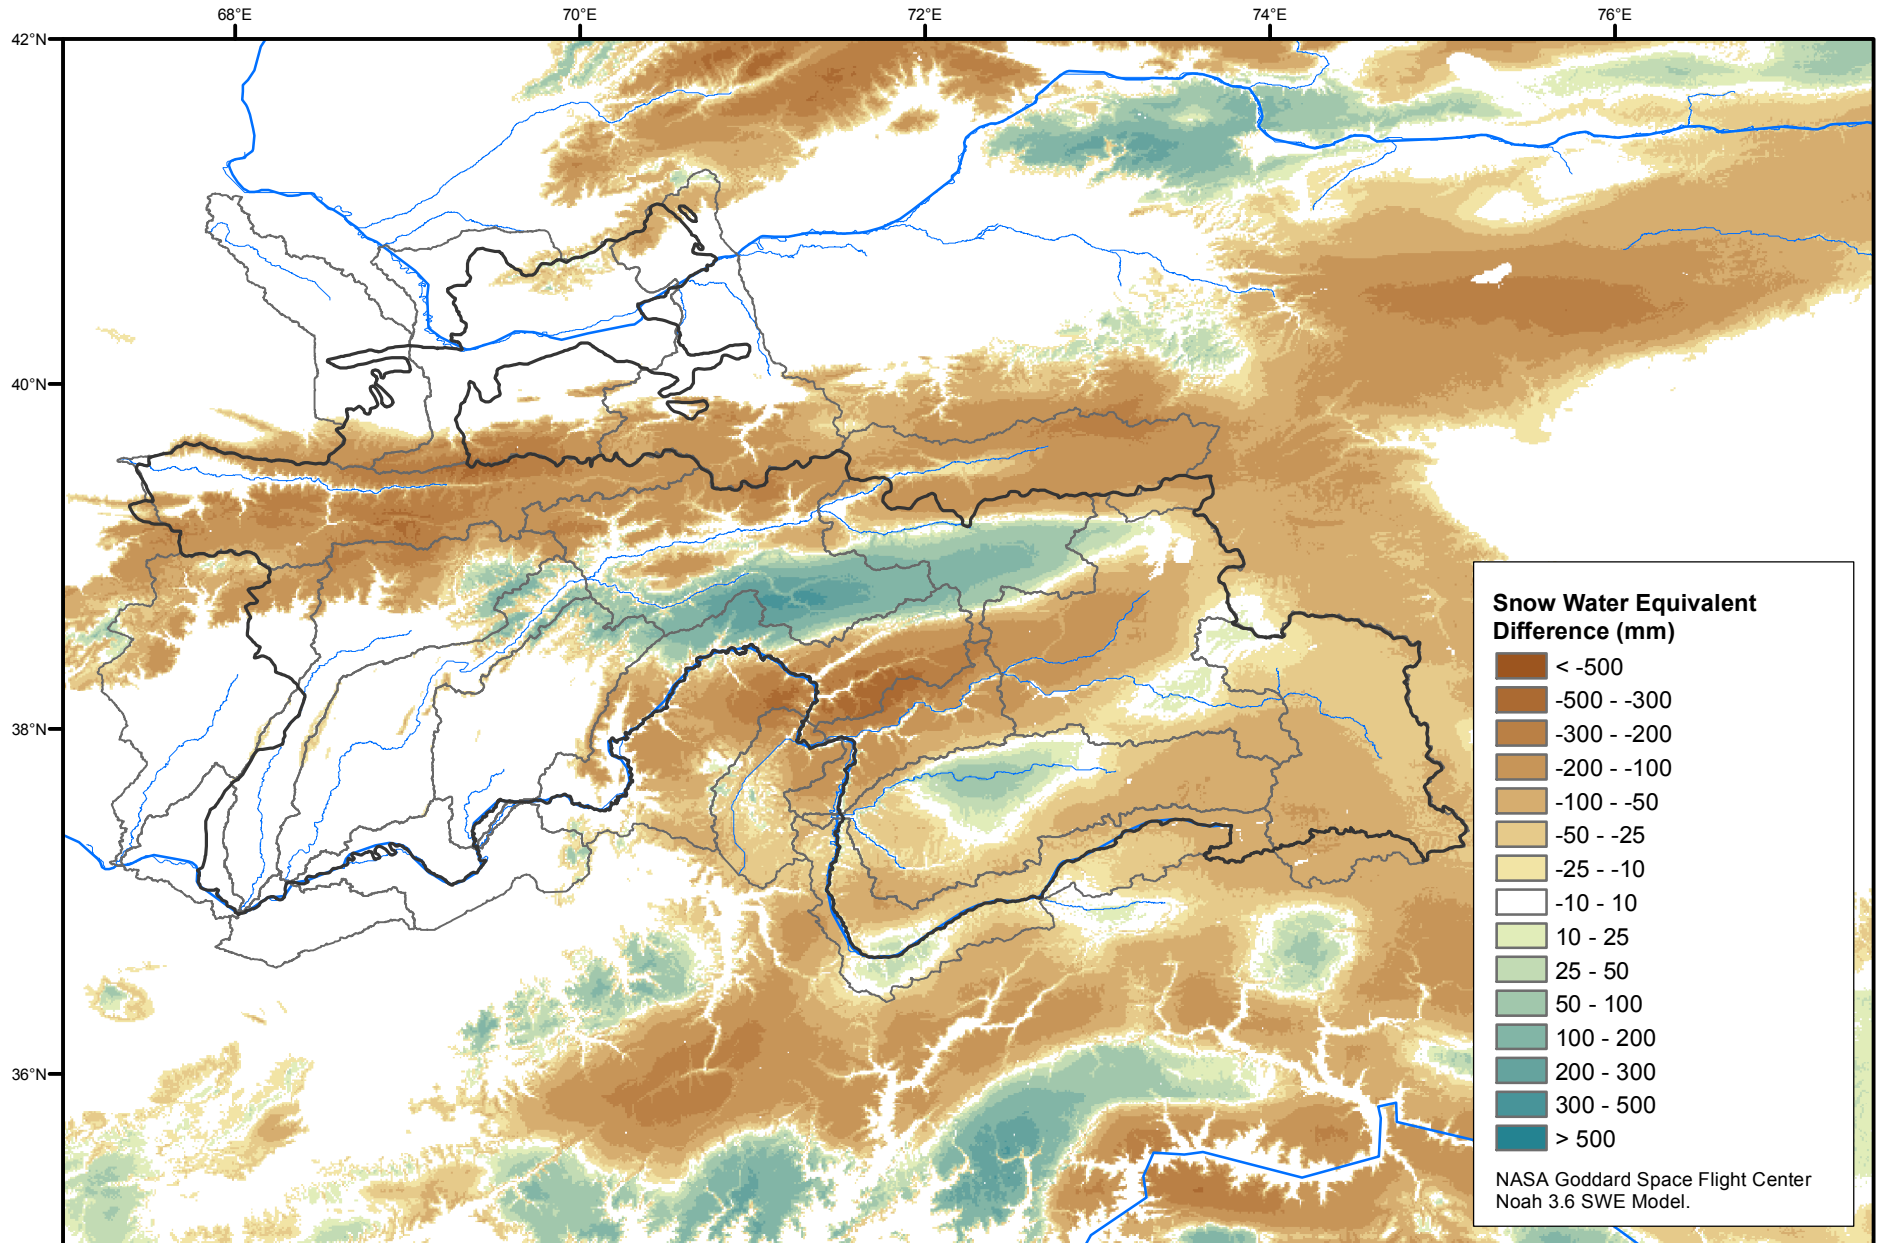 68°E
70°E
72°E
74°E
76°E
42°N
40°N
38°N
36°N
Snow Water Equivalent
Difference (mm)
< -500
-500 - -300
-300 - -200
-200 - -100
-100 - -50
-50 - -25
-25 - -10
-10 - 10
10 - 25
25 - 50
50 - 100
100 - 200
200 - 300
300 - 500
> 500
NASA Goddard Space Flight Center
Noah 3.6 SWE Model.